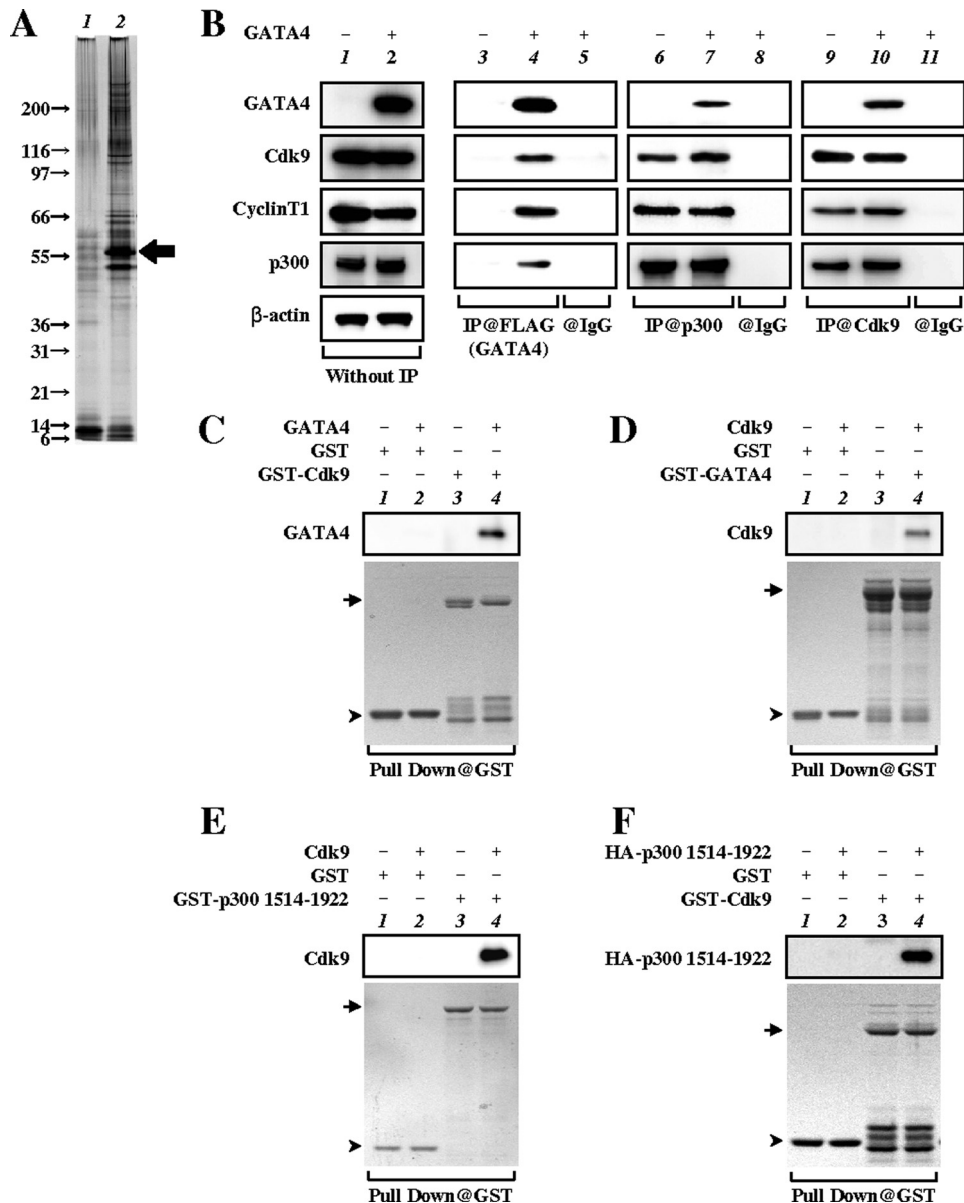 A
1 2
200
116
97
66
55
36
31
21
14
6
B
GATA4 – + – + + – + + – + +
1 2 3 4 5 6 7 8 9 10 11
GATA4
Cdk9
CyclinT1
p300
β-actin
Without IP
IP@FLAG
(GATA4)
@IgG
IP@p300
@IgG
IP@Cdk9
@IgG
C
GATA4 – + – +
GST + + – –
GST-Cdk9 – – + +
1 2 3 4
GATA4
Pull Down@GST
D
Cdk9 – + – +
GST + + – –
GST-GATA4 – – + +
1 2 3 4
Cdk9
Pull Down@GST
E
Cdk9 – + – +
GST + + – –
GST-p300 1514-1922 – – + +
1 2 3 4
Cdk9
Pull Down@GST
F
HA-p300 1514-1922 – + – +
GST + + – –
GST-Cdk9 – – + +
1 2 3 4
HA-p300 1514-1922
Pull Down@GST